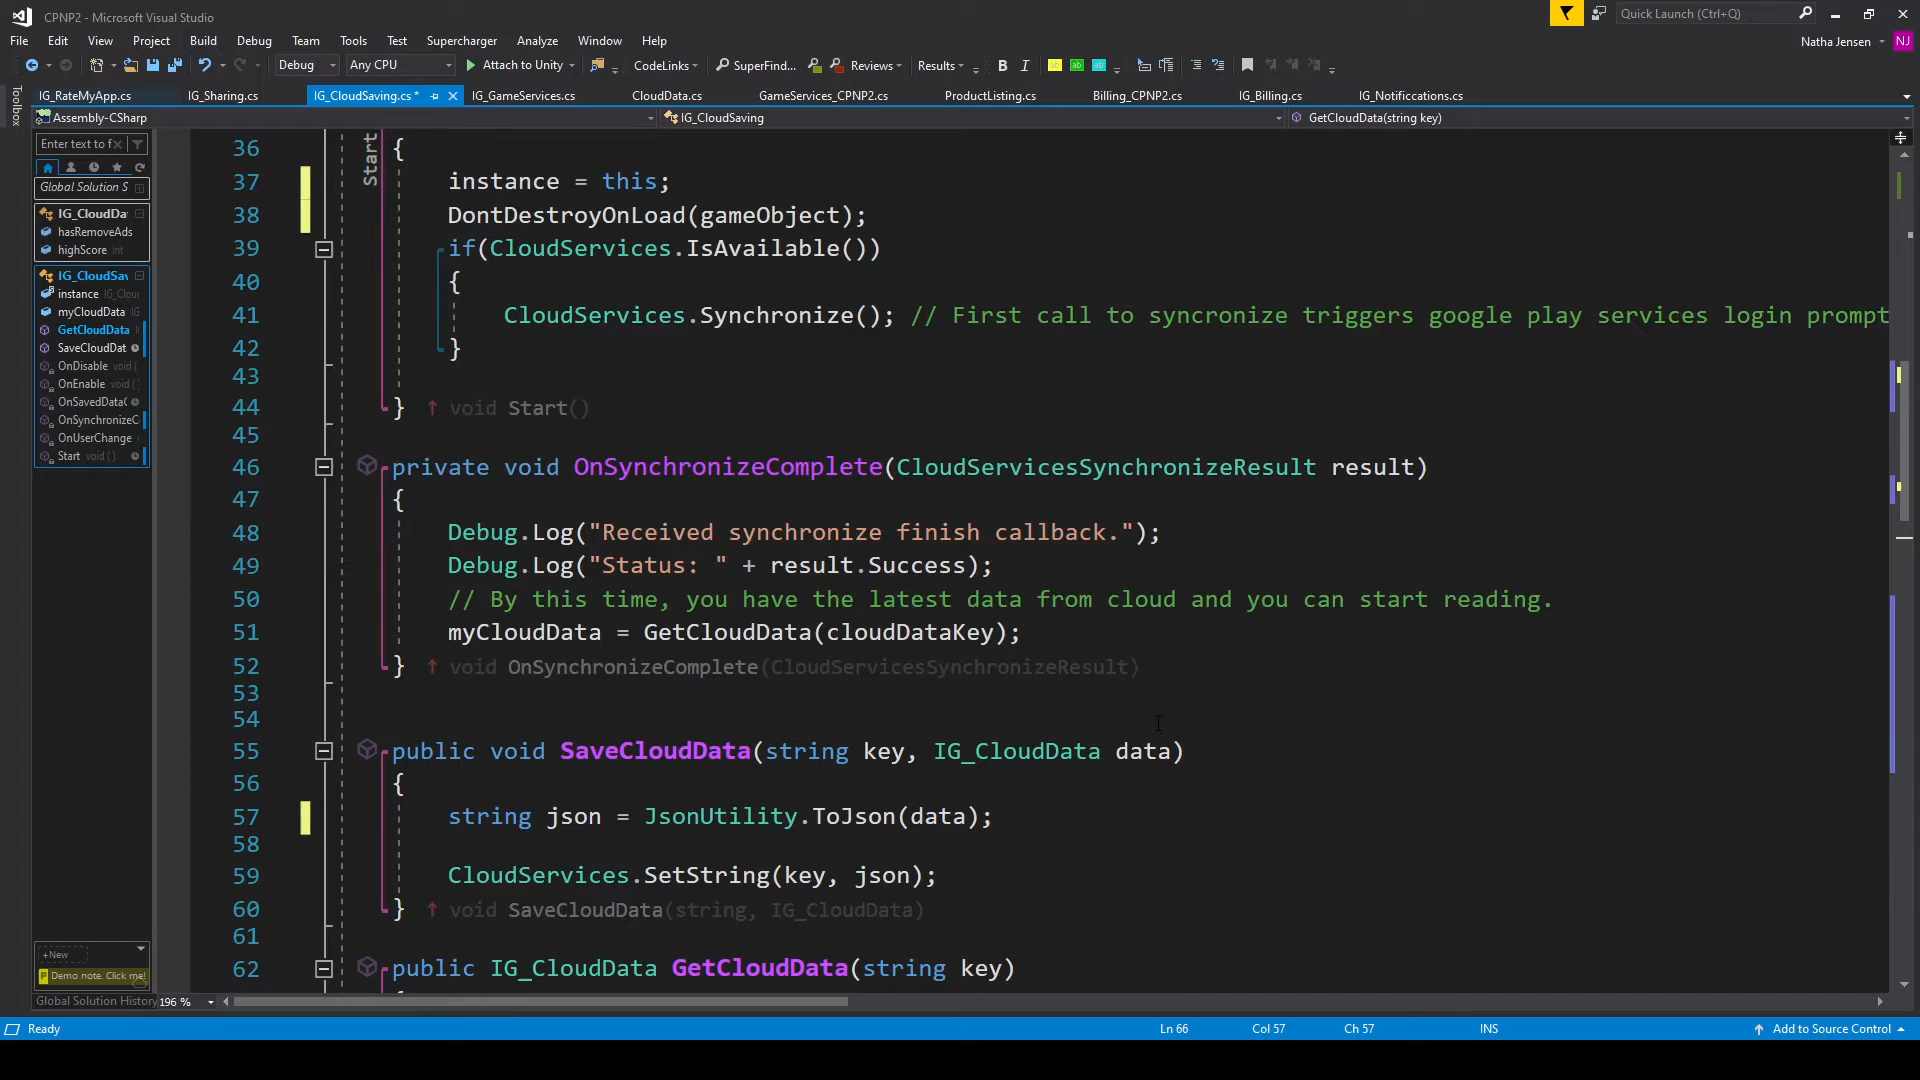 CPNP2 - Microsoft Visual Studio
Quick Launch (Ctrl+Q)
File Edit View Project Build Debug Team Tools Test Supercharger Analyze Window Help
Natha Jensen NJ
Debug Any CPU Attach to Unity CodeLinks SuperFind... Reviews Results B I
IG_RateMyApp.cs IG_Sharing.cs IG_CloudSaving.cs* IG_GameServices.cs CloudData.cs GameServices_CPNP2.cs ProductListing.cs Billing_CPNP2.cs IG_Billing.cs IG_Notificcations.cs
Toolbox
Assembly-CSharp IG_CloudSaving GetCloudData(string key)
Enter text to f
Global Solution S
IG_CloudDa
hasRemoveAds
highScore int
IG_CloudSav
instance IG_Clou
myCloudData IG
GetCloudData
SaveCloudDat
OnDisable void (
OnEnable void ()
OnSavedData
OnSynchronizeC
OnUserChange
Start void ()
+New
Demo note. Click me!
Global Solution History
Start
36 {
37 instance = this;
38 DontDestroyOnLoad(gameObject);
39 if(CloudServices.IsAvailable())
40 {
41 CloudServices.Synchronize(); // First call to syncronize triggers google play services login prompt
42 }
43
44 } ↑ void Start()
45
46 private void OnSynchronizeComplete(CloudServicesSynchronizeResult result)
47 {
48 Debug.Log("Received synchronize finish callback.");
49 Debug.Log("Status: " + result.Success);
50 // By this time, you have the latest data from cloud and you can start reading.
51 myCloudData = GetCloudData(cloudDataKey);
52 } ↑ void OnSynchronizeComplete(CloudServicesSynchronizeResult)
53
54
55 public void SaveCloudData(string key, IG_CloudData data)
56 {
57 string json = JsonUtility.ToJson(data);
58
59 CloudServices.SetString(key, json);
60 } ↑ void SaveCloudData(string, IG_CloudData)
61
62 public IG_CloudData GetCloudData(string key)
196 %
Ready Ln 66 Col 57 Ch 57 INS Add to Source Control